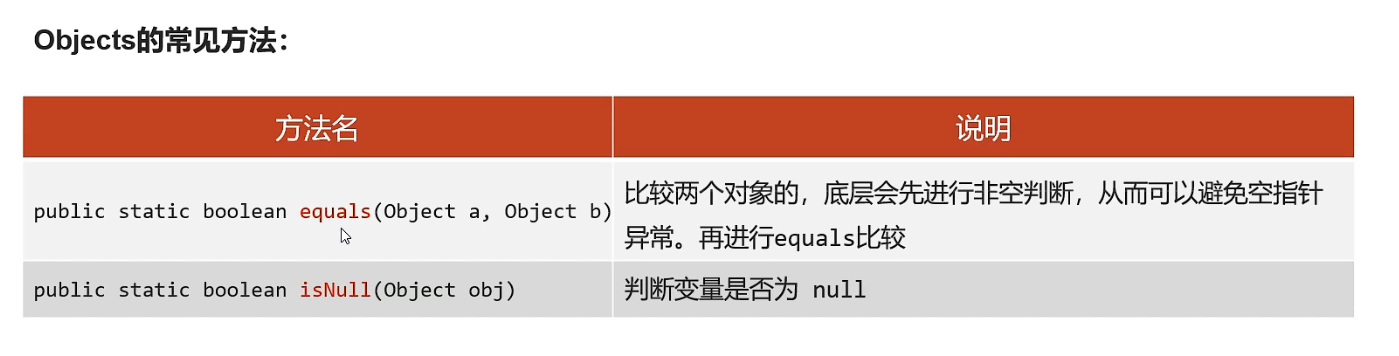 Objects的常见方法：
方法名
说明
public static boolean equals(Object a, Object b)
比较两个对象的，底层会先进行非空判断，从而可以避免空指针
异常。再进行equals比较
public static boolean isNull(Object obj)
判断变量是否为 null